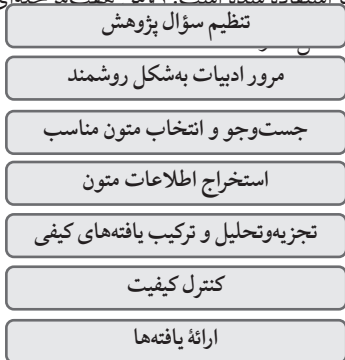 تنظیم سؤال پژوهش
مرور ادبیات به‌شکل روشمند
جست‌وجو و انتخاب متون مناسب
استخراج اطلاعات متون
تجزیه‌وتحلیل و ترکیب یافته‌های کیفی
کنترل کیفیت
ارائهٔ یافته‌ها